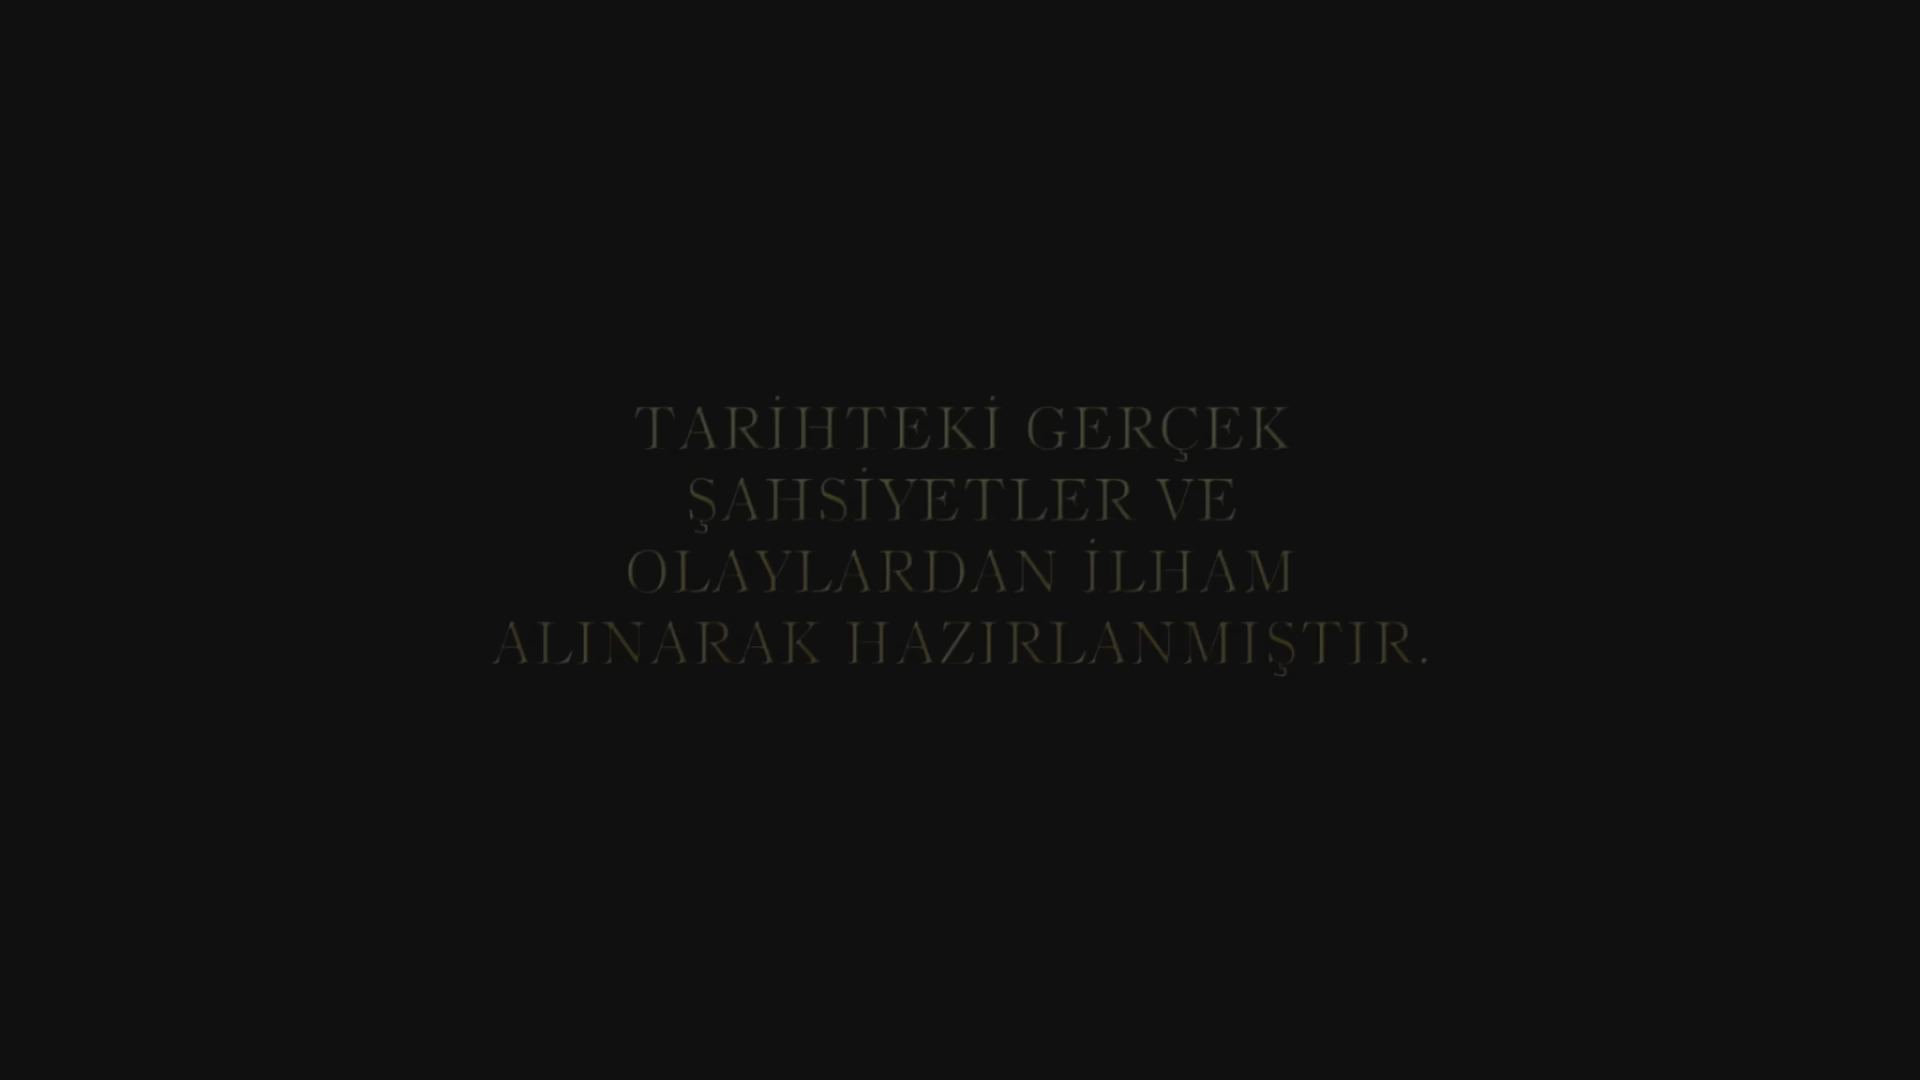 TARİHTEKİ GERÇEK
ŞAHSİYETLER VE
OLAYLARDAN İLHAM
ALINARAK HAZIRLANMIŞTIR.